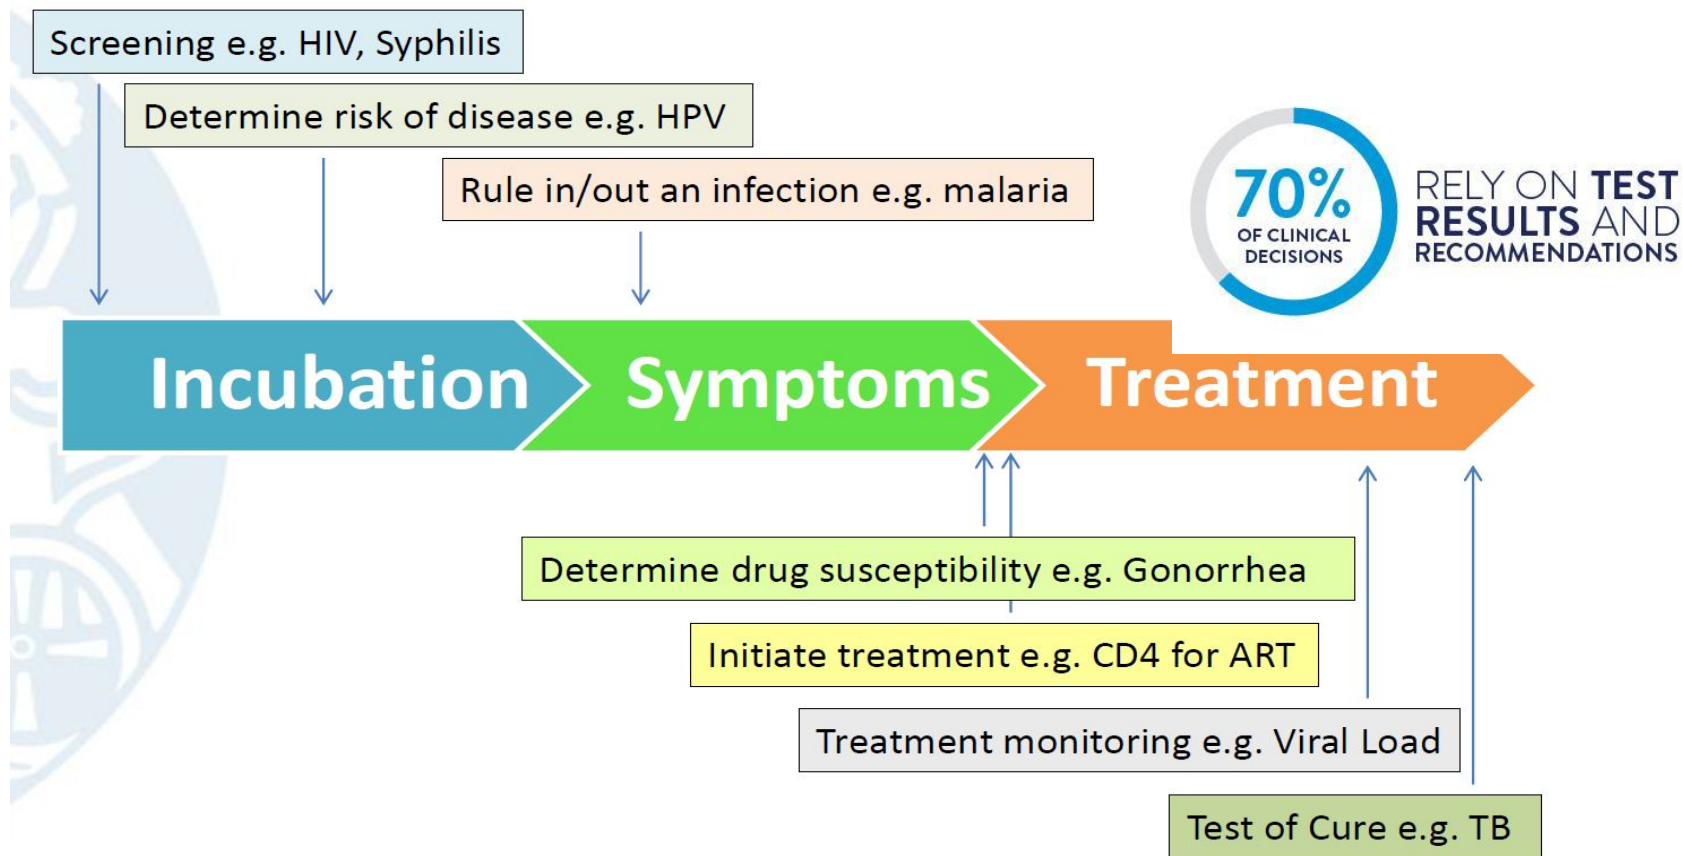 Screening e.g. HIV, Syphilis
Determine risk of disease e.g. HPV
Rule in/out an infection e.g. malaria
70%
OF CLINICAL
DECISIONS
RELY ON TEST
RESULTS AND
RECOMMENDATIONS
Incubation
Symptoms
Treatment
Determine drug susceptibility e.g. Gonorrhea
Initiate treatment e.g. CD4 for ART
Treatment monitoring e.g. Viral Load
Test of Cure e.g. TB